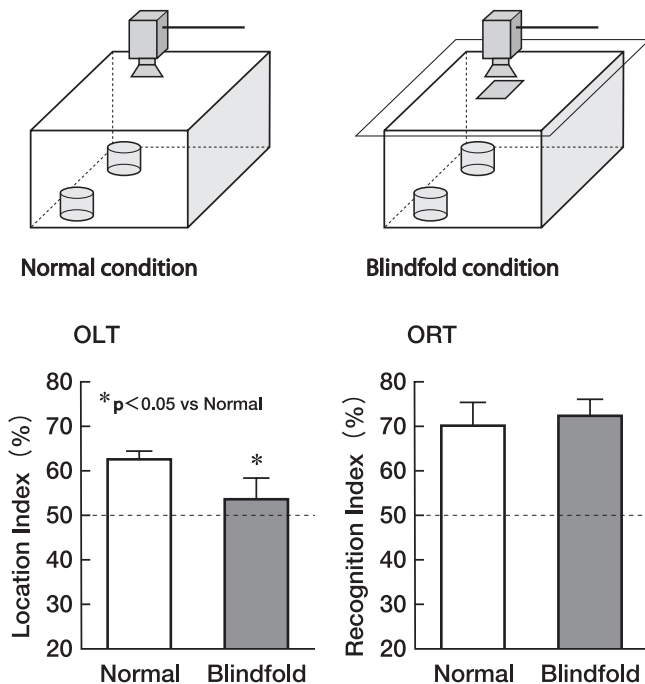 Normal condition
Blindfold condition
OLT
* p<0.05 vs Normal
Location Index (%)
80
70
60
50
40
30
20
*
Normal Blindfold
ORT
Recognition Index (%)
80
70
60
50
40
30
20
Normal Blindfold